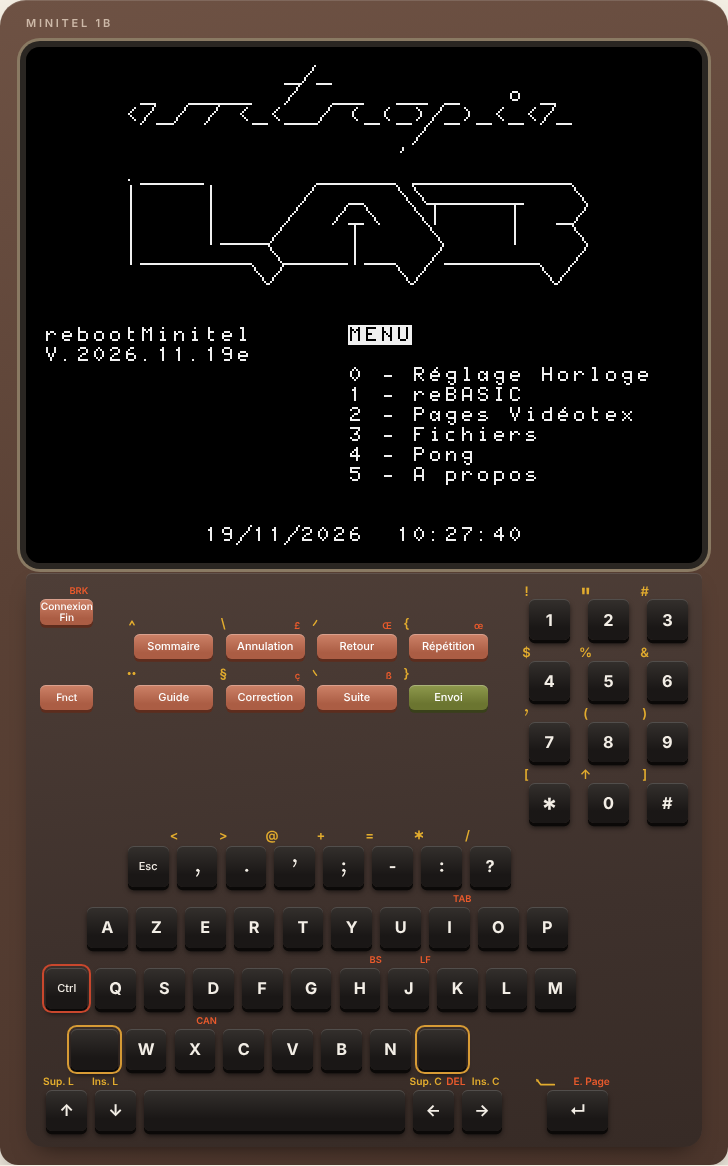 MINITEL 1B
entropia
LAB
rebootMinitel
V.2026.11.19e
MENU
0 - Réglage Horloge
1 - reBASIC
2 - Pages Vidéotex
3 - Fichiers
4 - Pong
5 - A propos
19/11/2026 10:27:40
BRK
Connexion
Fin
^ \ £ ´ Œ { œ
Sommaire Annulation Retour Répétition
¨ § ç ` ß }
Fnct Guide Correction Suite Envoi
! " #
1 2 3
$ % &
4 5 6
' ( )
7 8 9
[ ↑ ]
* 0 #
< > @ + = * /
Esc , . ' ; - : ?
TAB
A Z E R T Y U I O P
BS LF
Ctrl Q S D F G H J K L M
CAN
W X C V B N
Sup. L Ins. L Sup. C DEL Ins. C E. Page
↑ ↓ ← → ↵